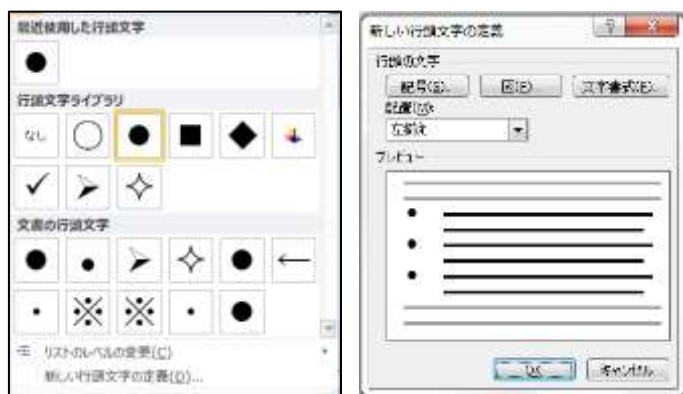 最近使用した行頭文字
行頭文字ライブラリ
なし
文書の行頭文字
リストのレベルの変更(C)
新しい行頭文字の定義(D)...
新しい行頭文字の定義
行頭の文字
記号(S)...
図(P)...
文字書式(F)...
配置(M):
左揃え
プレビュー
OK
キャンセル